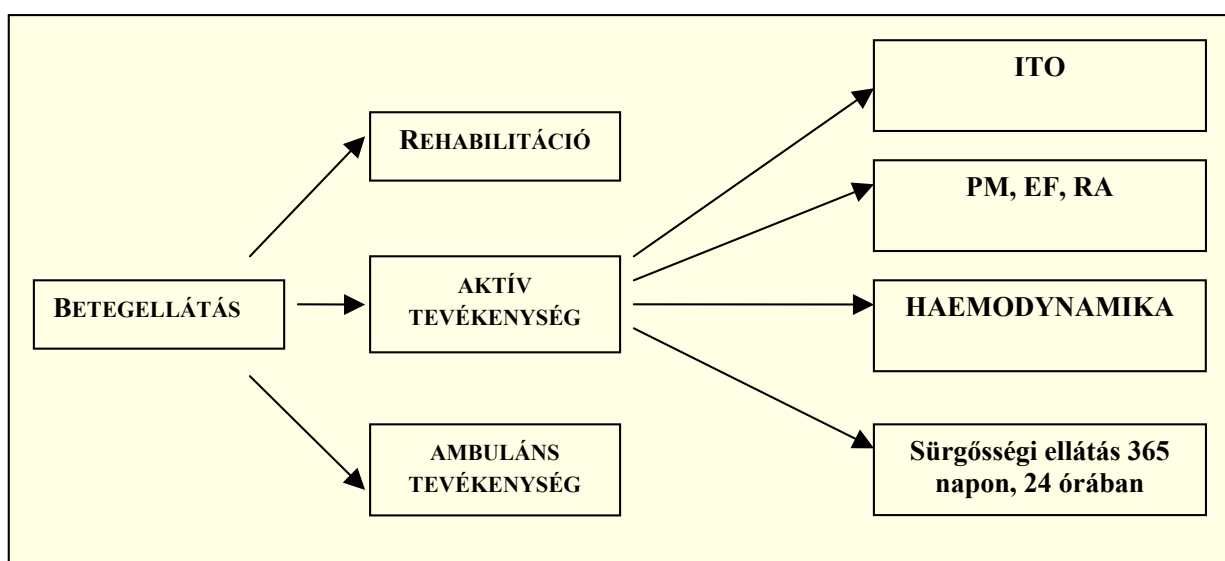 BETEGELLÁTÁS
REHABILITÁCIÓ
AKTÍV
TEVÉKENYSÉG
AMBULÁNS
TEVÉKENYSÉG
ITO
PM, EF, RA
HAEMODYNAMIKA
Sürgősségi ellátás 365
napon, 24 órában